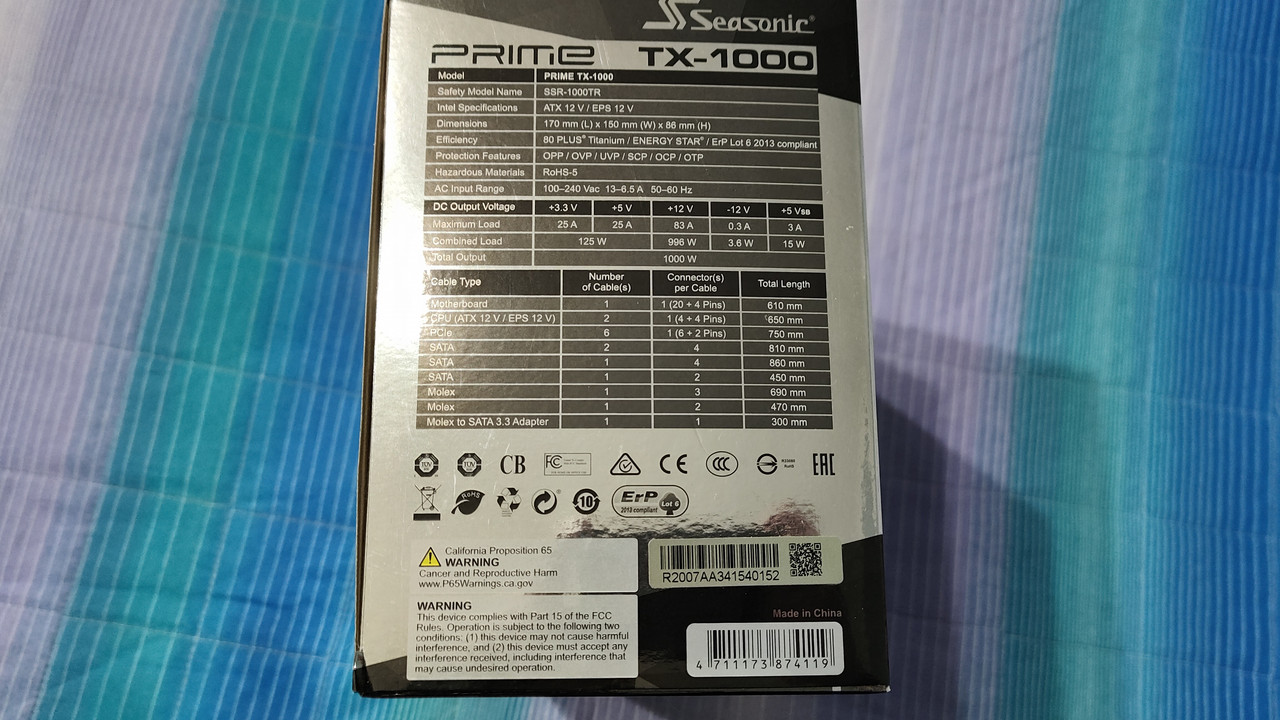 Seasonic®
PRIME TX-1000
Model PRIME TX-1000
Safety Model Name SSR-1000TR
Intel Specifications ATX 12 V / EPS 12 V
Dimensions 170 mm (L) x 150 mm (W) x 86 mm (H)
Efficiency 80 PLUS® Titanium / ENERGY STAR® / ErP Lot 6 2013 compliant
Protection Features OPP / OVP / UVP / SCP / OCP / OTP
Hazardous Materials RoHS-5
AC Input Range 100–240 Vac 13–6.5 A 50–60 Hz
DC Output Voltage +3.3 V +5 V +12 V -12 V +5 VSB
Maximum Load 25 A 25 A 83 A 0.3 A 3 A
Combined Load 125 W 996 W 3.6 W 15 W
Total Output 1000 W
Cable Type Number of Cable(s) Connector(s) per Cable Total Length
Motherboard 1 1 (20 + 4 Pins) 610 mm
CPU (ATX 12 V / EPS 12 V) 2 1 (4 + 4 Pins) 650 mm
PCIe 6 1 (6 + 2 Pins) 750 mm
SATA 2 4 810 mm
SATA 1 4 860 mm
SATA 1 2 450 mm
Molex 1 3 690 mm
Molex 1 2 470 mm
Molex to SATA 3.3 Adapter 1 1 300 mm
TÜV TÜV CB FC CE CCC EAC
RoHS 10 ErP Lot 6
2013 compliant
California Proposition 65
WARNING
Cancer and Reproductive Harm
www.P65Warnings.ca.gov
R2007AA341540152
WARNING
This device complies with Part 15 of the FCC
Rules. Operation is subject to the following two
conditions: (1) this device may not cause harmful
interference, and (2) this device must accept any
interference received, including interference that
may cause undesired operation.
Made in China
4 711173 874119